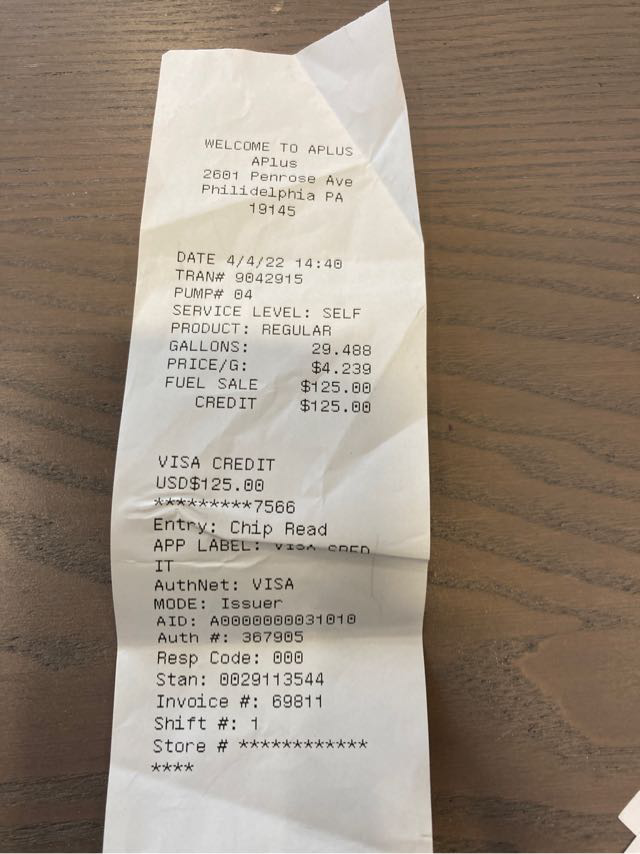 WELCOME TO APLUS
APlus
2601 Penrose Ave
Philidelphia PA
19145
DATE 4/4/22 14:40
TRAN# 9042915
PUMP# 04
SERVICE LEVEL: SELF
PRODUCT: REGULAR
GALLONS: 29.488
PRICE/G: $4.239
FUEL SALE $125.00
CREDIT $125.00
VISA CREDIT
USD$125.00
*********7566
Entry: Chip Read
APP LABEL: VISA CRED
IT
AuthNet: VISA
MODE: Issuer
AID: A0000000031010
Auth #: 367905
Resp Code: 000
Stan: 0029113544
Invoice #: 69811
Shift #: 1
Store # ************
****